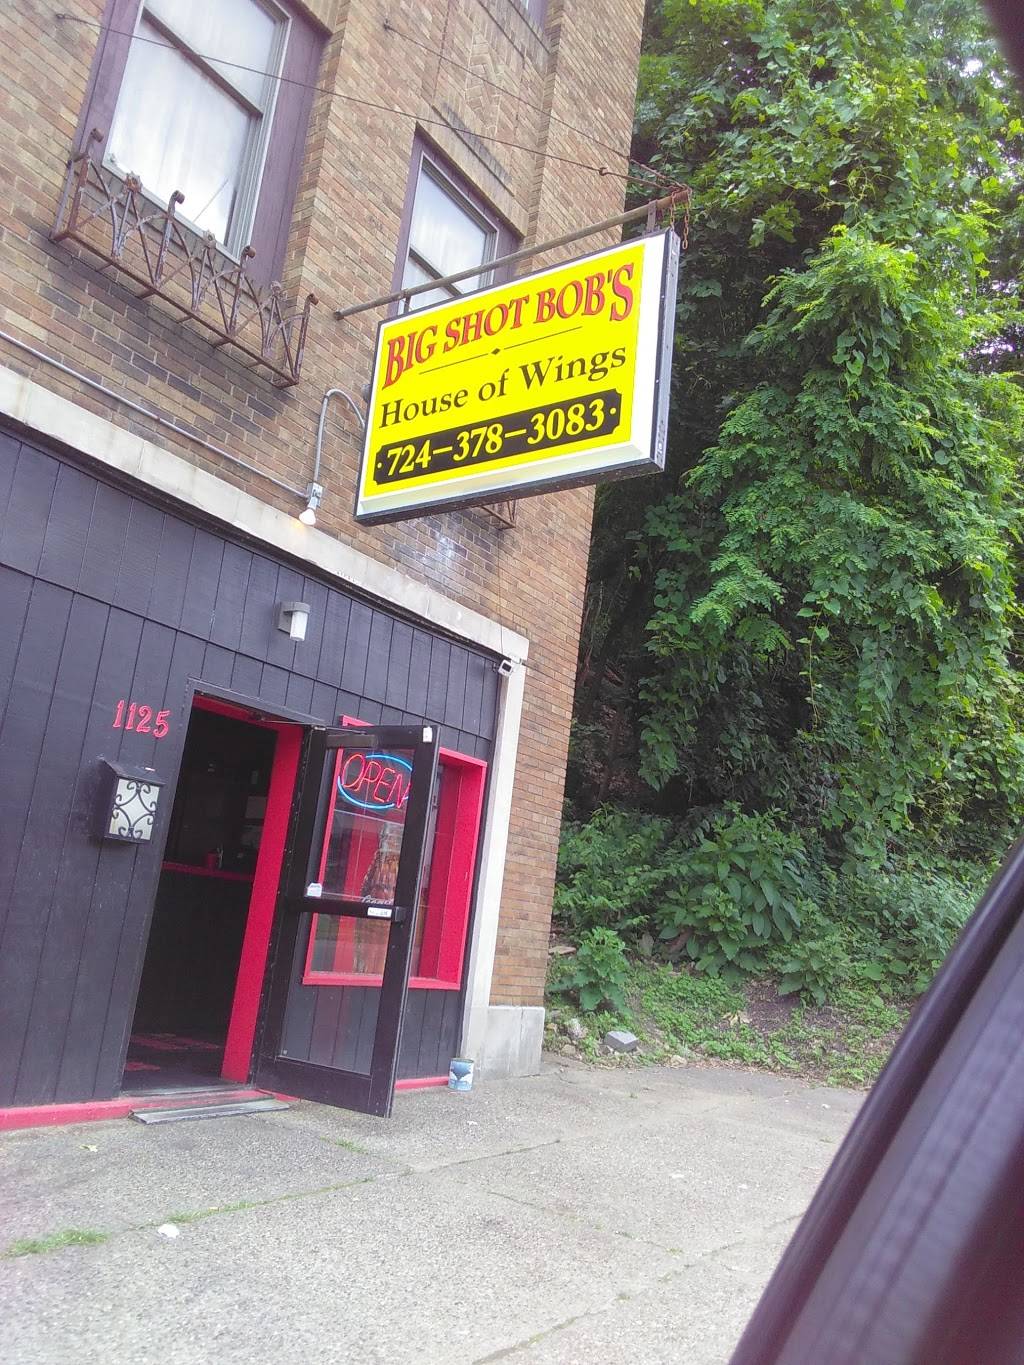 BIG SHOT BOB'S
House of Wings
·724-378-3083·
1125
OPEN